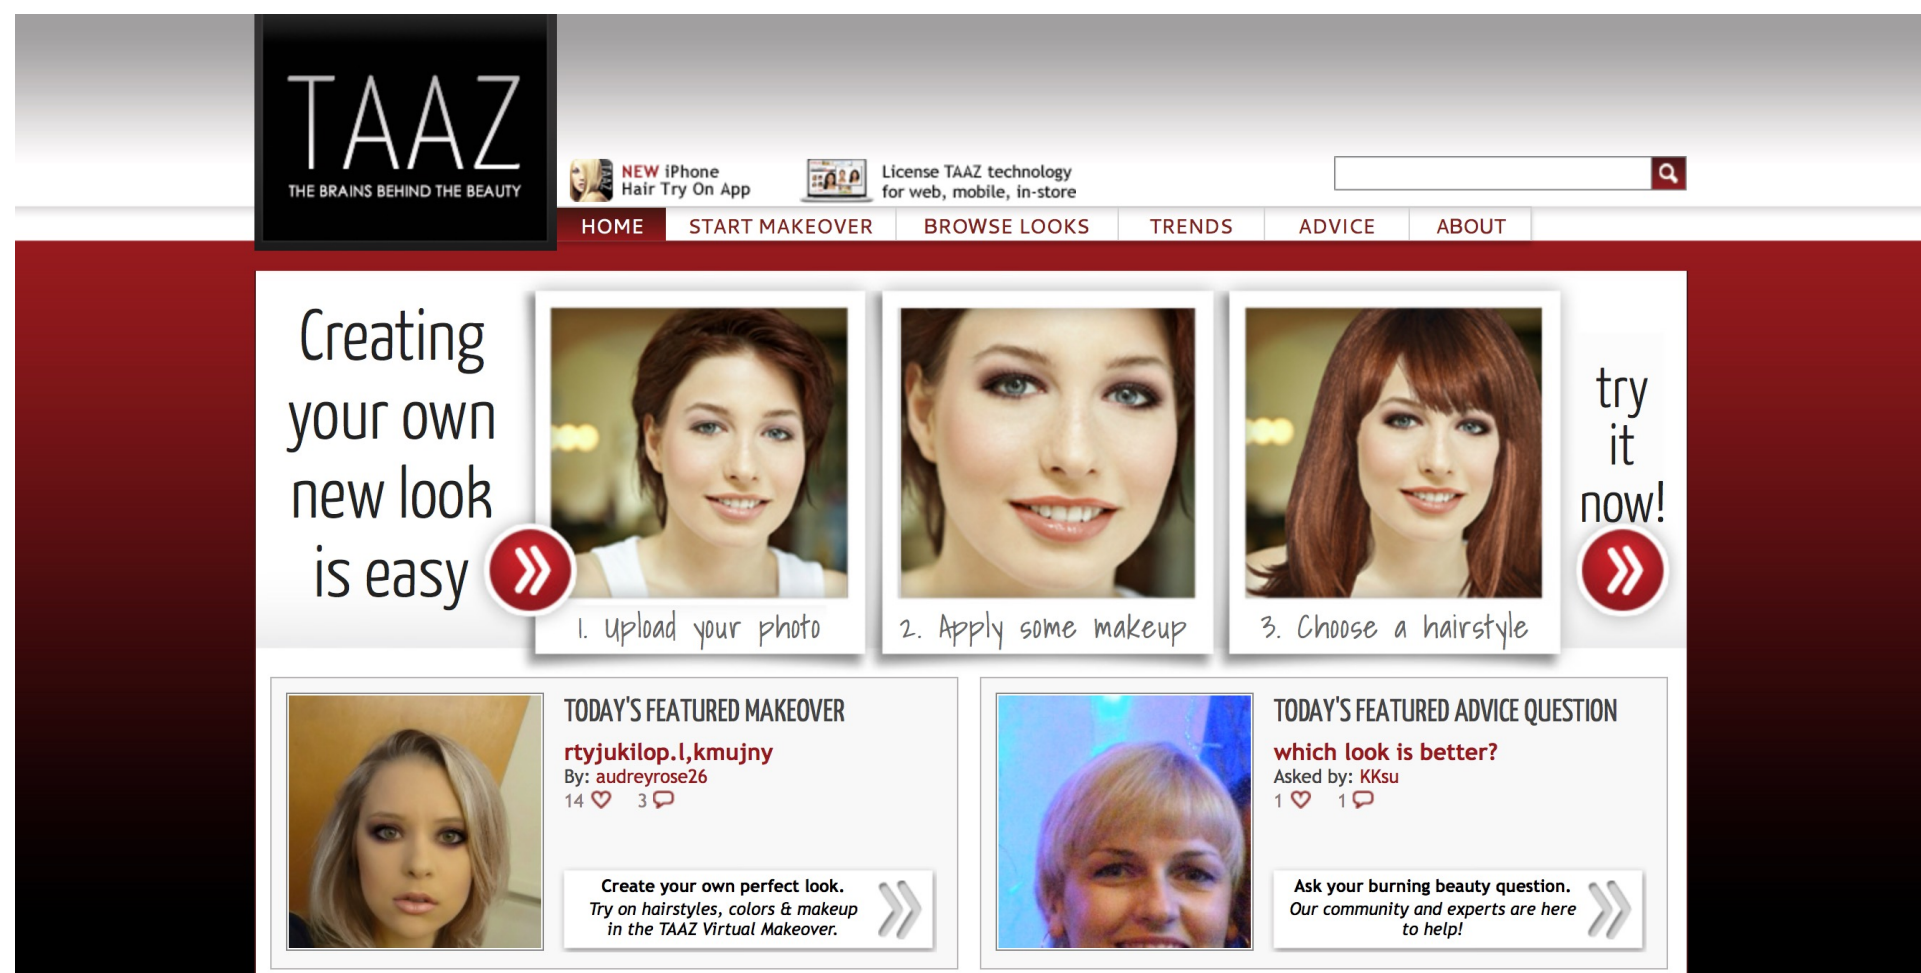 TAAZ
THE BRAINS BEHIND THE BEAUTY
NEW iPhone
Hair Try On App
License TAAZ technology
for web, mobile, in-store
HOME
START MAKEOVER
BROWSE LOOKS
TRENDS
ADVICE
ABOUT
Creating
your own
new look
is easy
1. Upload your photo
2. Apply some makeup
3. Choose a hairstyle
try
it
now!
TODAY'S FEATURED MAKEOVER
rtyjukilop.l,kmujny
By: audreyrose26
14 3
Create your own perfect look.
Try on hairstyles, colors & makeup
in the TAAZ Virtual Makeover.
TODAY'S FEATURED ADVICE QUESTION
which look is better?
Asked by: KKsu
1 1
Ask your burning beauty question.
Our community and experts are here
to help!